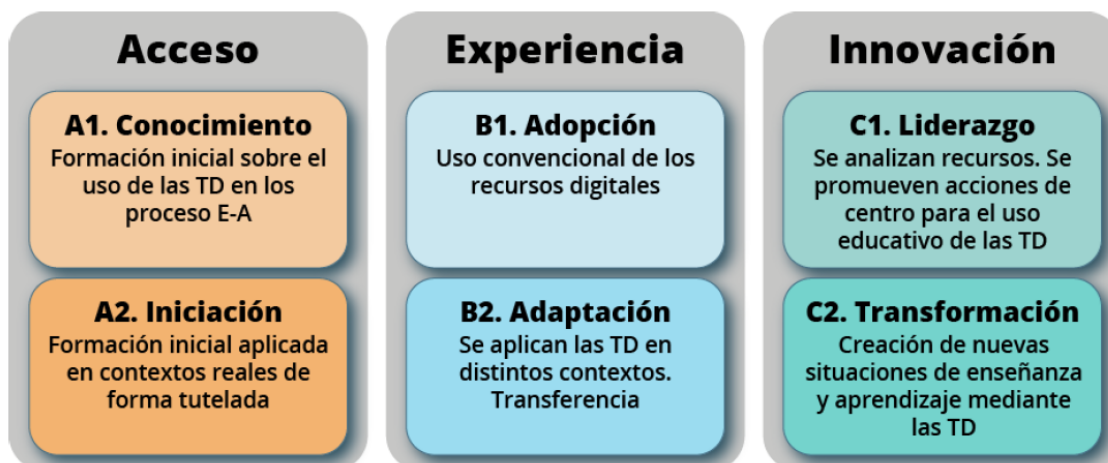 Acceso
A1. Conocimiento
Formación inicial sobre el
uso de las TD en los
proceso E-A
A2. Iniciación
Formación inicial aplicada
en contextos reales de
forma tutelada
Experiencia
B1. Adopción
Uso convencional de los
recursos digitales
B2. Adaptación
Se aplican las TD en
distintos contextos.
Transferencia
Innovación
C1. Liderazgo
Se analizan recursos. Se
promueven acciones de
centro para el uso
educativo de las TD
C2. Transformación
Creación de nuevas
situaciones de enseñanza
y aprendizaje mediante
las TD